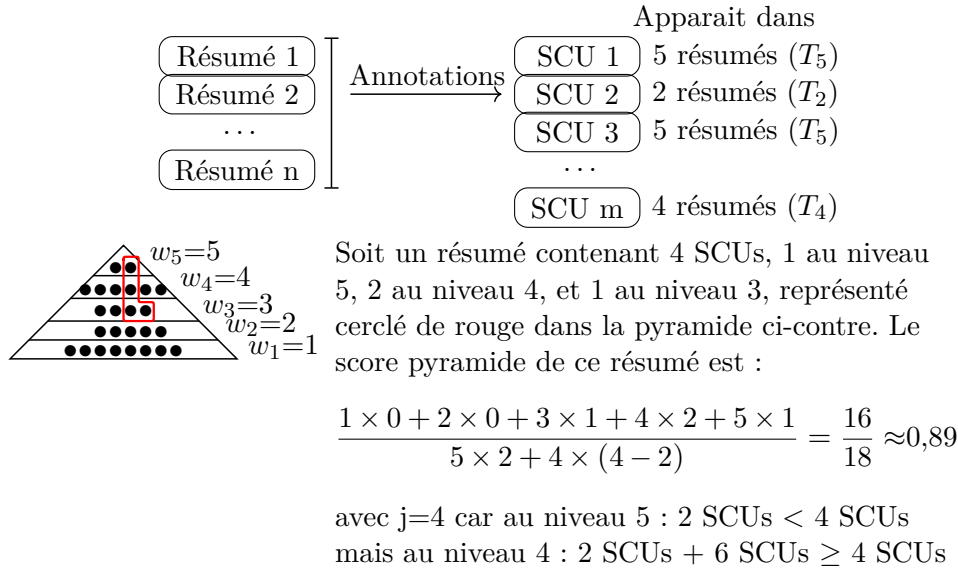 Apparait dans
Résumé 1
Annotations
SCU 1 5 résumés (T₅)
Résumé 2
SCU 2 2 résumés (T₂)
...
SCU 3 5 résumés (T₅)
Résumé n
...
SCU m 4 résumés (T₄)
w₅=5
w₄=4
w₃=3
w₂=2
w₁=1
Soit un résumé contenant 4 SCUs, 1 au niveau
5, 2 au niveau 4, et 1 au niveau 3, représenté
cerclé de rouge dans la pyramide ci-contre. Le
score pyramide de ce résumé est :
(1 × 0 + 2 × 0 + 3 × 1 + 4 × 2 + 5 × 1) / (5 × 2 + 4 × (4 − 2)) = 16/18 ≈0,89
avec j=4 car au niveau 5 : 2 SCUs < 4 SCUs
mais au niveau 4 : 2 SCUs + 6 SCUs ≥ 4 SCUs